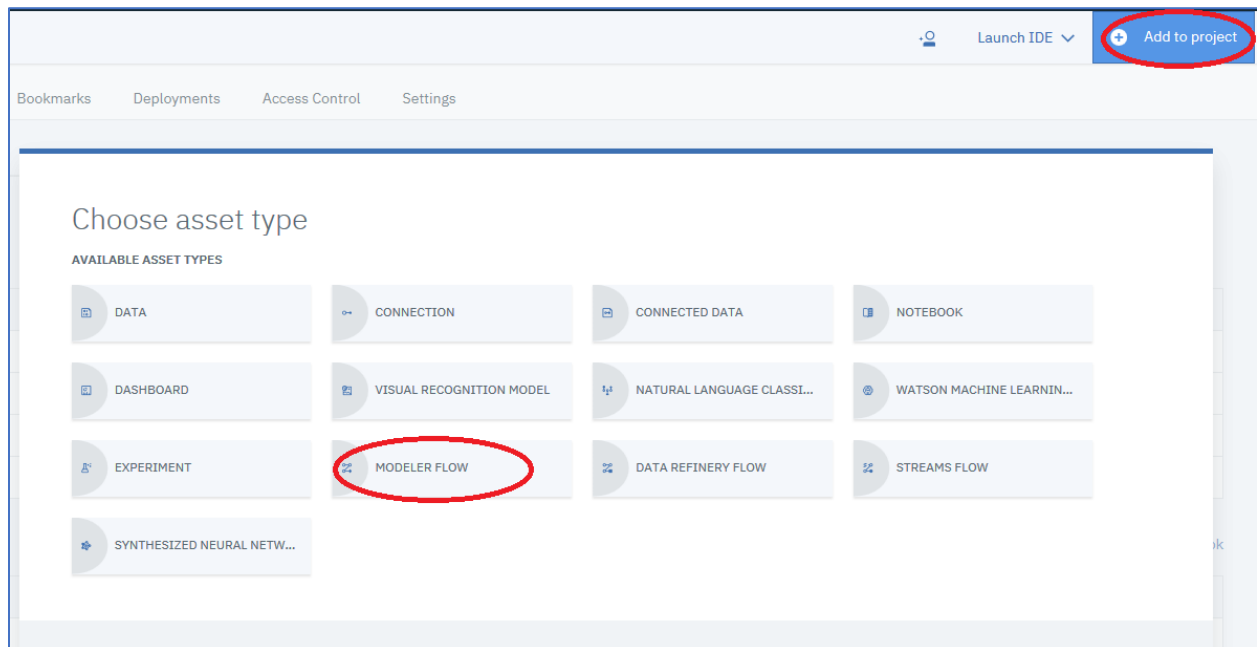 Launch IDE
Add to project
Bookmarks Deployments Access Control Settings
Choose asset type
AVAILABLE ASSET TYPES
DATA
CONNECTION
CONNECTED DATA
NOTEBOOK
DASHBOARD
VISUAL RECOGNITION MODEL
NATURAL LANGUAGE CLASSI...
WATSON MACHINE LEARNIN...
EXPERIMENT
MODELER FLOW
DATA REFINERY FLOW
STREAMS FLOW
SYNTHESIZED NEURAL NETW...